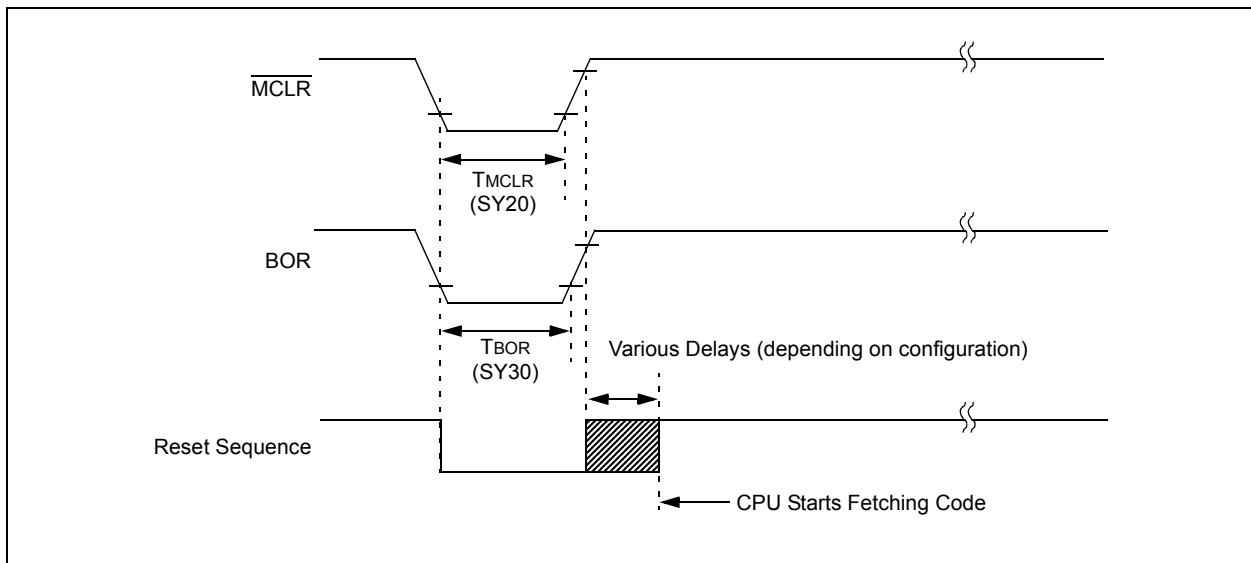 MCLR
TMCLR
(SY20)
BOR
TBOR
(SY30)
Various Delays (depending on configuration)
Reset Sequence
CPU Starts Fetching Code